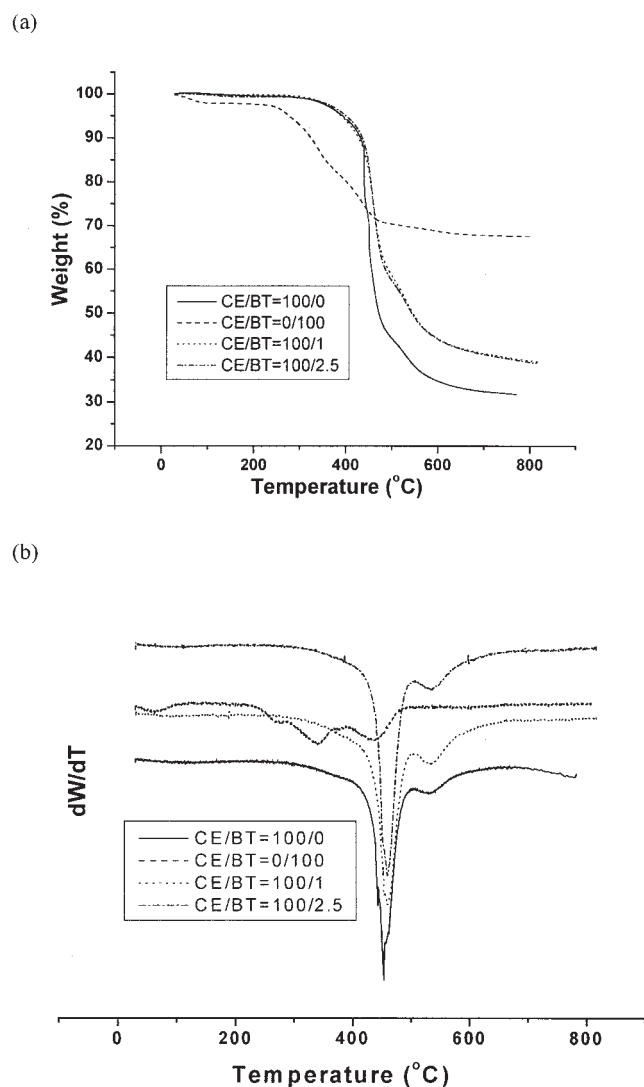 (a)
100
90
80
70
60
50
40
30
20
Weight (%)
CE/BT=100/0
CE/BT=0/100
CE/BT=100/1
CE/BT=100/2.5
0 200 400 600 800
Temperature (°C)
(b)
dW/dT
CE/BT=100/0
CE/BT=0/100
CE/BT=100/1
CE/BT=100/2.5
0 200 400 600 800
Temperature (°C)